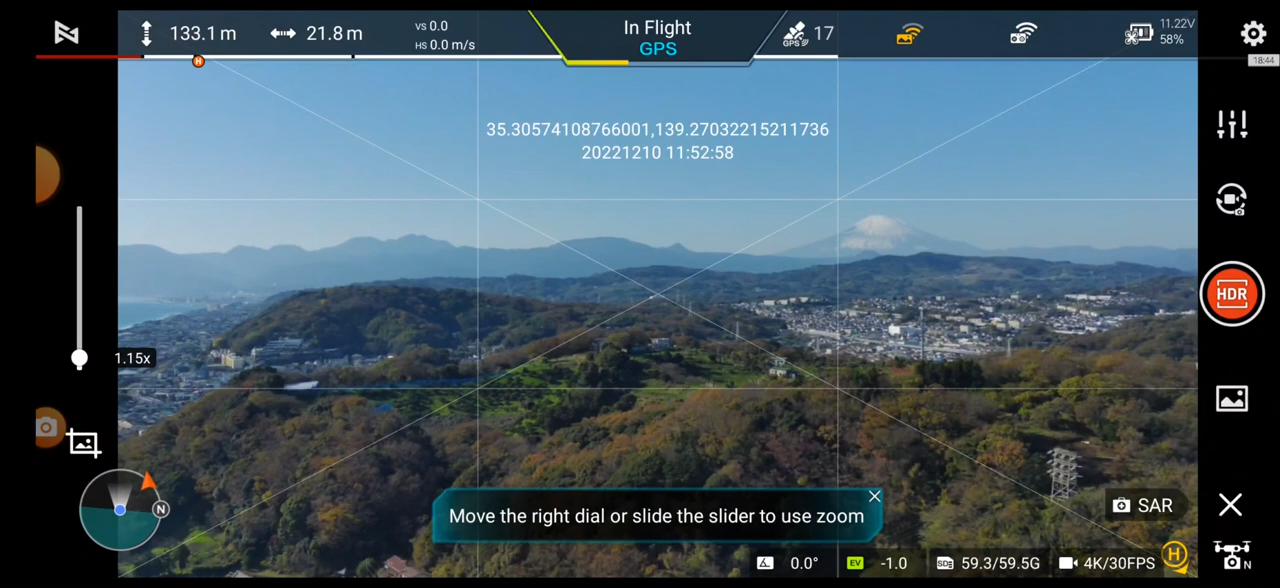 133.1 m
21.8 m
VS 0.0
HS 0.0 m/s
In Flight
GPS
GPS
17
11.22V
58%
18:44
H
35.30574108766001,139.27032215211736
20221210 11:52:58
HDR
1.15x
N
Move the right dial or slide the slider to use zoom
SAR
0.0°
EV
-1.0
SD
59.3/59.5G
4K/30FPS
H
N